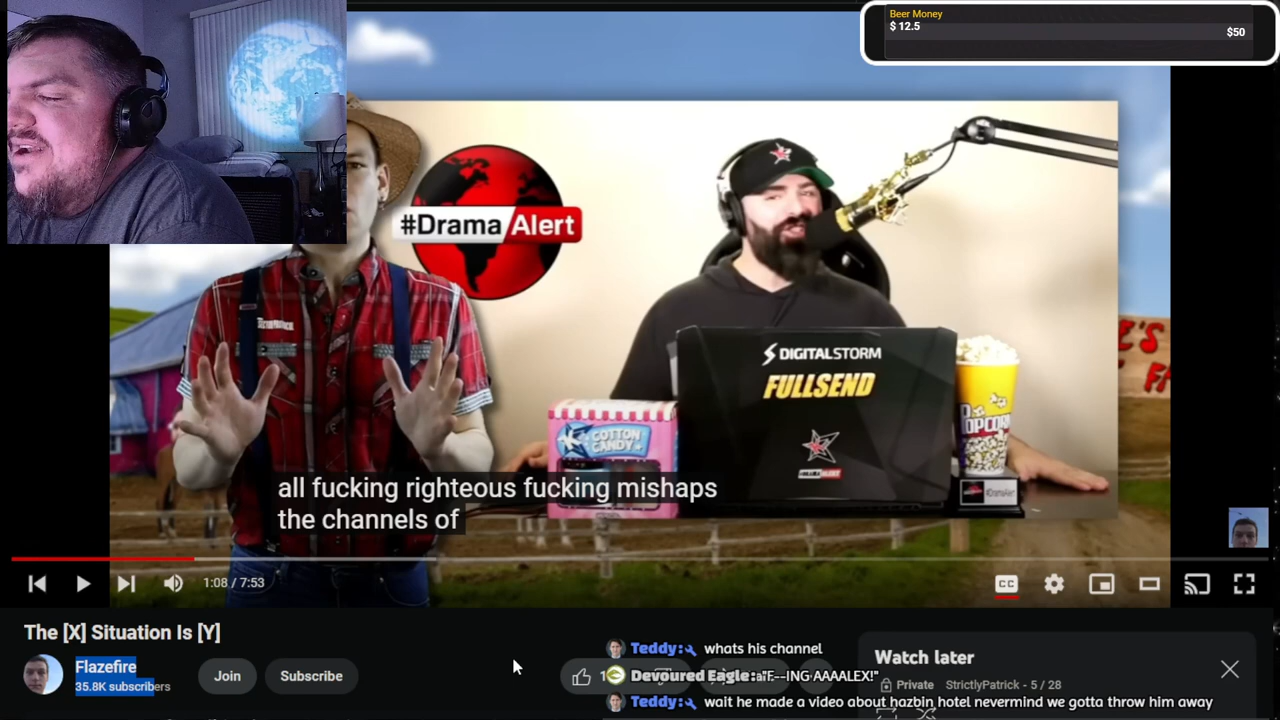 Beer Money
$ 12.5
$50
#DramaAlert
DIGITALSTORM
FULLSEND
COTTON
CANDY
POPCORN
#DramaAlert
all fucking righteous fucking mishaps
the channels of
1:08 / 7:53
CC
The [X] Situation Is [Y]
Flazefire
35.8K subscribers
Join
Subscribe
Teddy: whats his channel
Devoured Eagle: "F--ING AAAALEX!"
Teddy: wait he made a video about hazbin hotel nevermind we gotta throw him away
Watch later
Private StrictlyPatrick - 5 / 28